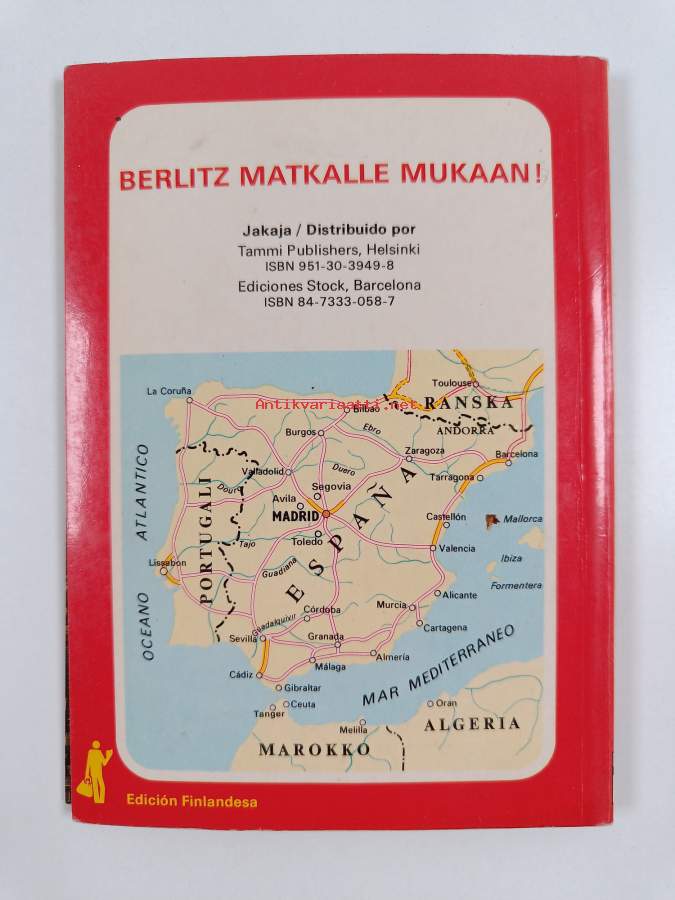 BERLITZ MATKALLE MUKAAN!
Jakaja / Distribuido por
Tammi Publishers, Helsinki
ISBN 951-30-3949-8
Ediciones Stock, Barcelona
ISBN 84-7333-058-7
La Coruña
Toulouse
Antikvariaatti.net
Bilbao
RANSKA
Burgos
Ebro
ANDORRA
Zaragoza
Barcelona
Valladolid
Duero
Tarragona
Segovia
Avila
MADRID
Castellón
Mallorca
Toledo
Tajo
Valencia
Ibiza
Lissabon
Guadiana
Formentera
ATLANTICO
OCEANO
PORTUGALI
ESPAÑA
Alicante
Murcia
Córdoba
Guadalquixir
Cartagena
Sevilla
Granada
Almería
Málaga
Cádiz
MAR MEDITERRANEO
Gibraltar
Ceuta
Tanger
Oran
Melilla
ALGERIA
MAROKKO
Edición Finlandesa